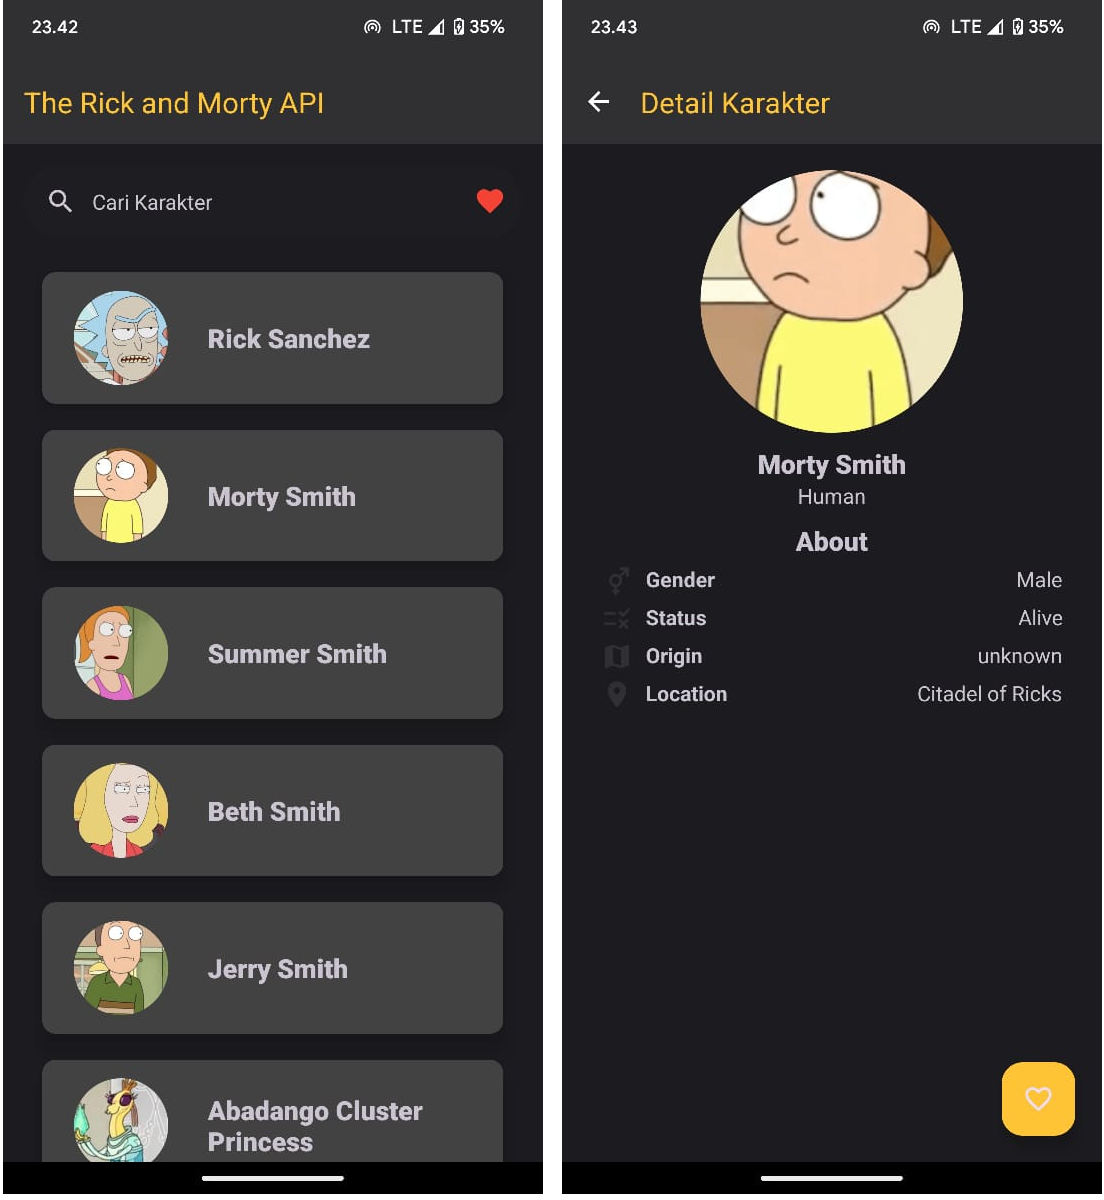 23.42
LTE 35%
The Rick and Morty API
Cari Karakter
Rick Sanchez
Morty Smith
Summer Smith
Beth Smith
Jerry Smith
Abadango Cluster
Princess
23.43
LTE 35%
Detail Karakter
Morty Smith
Human
About
Gender Male
Status Alive
Origin unknown
Location Citadel of Ricks